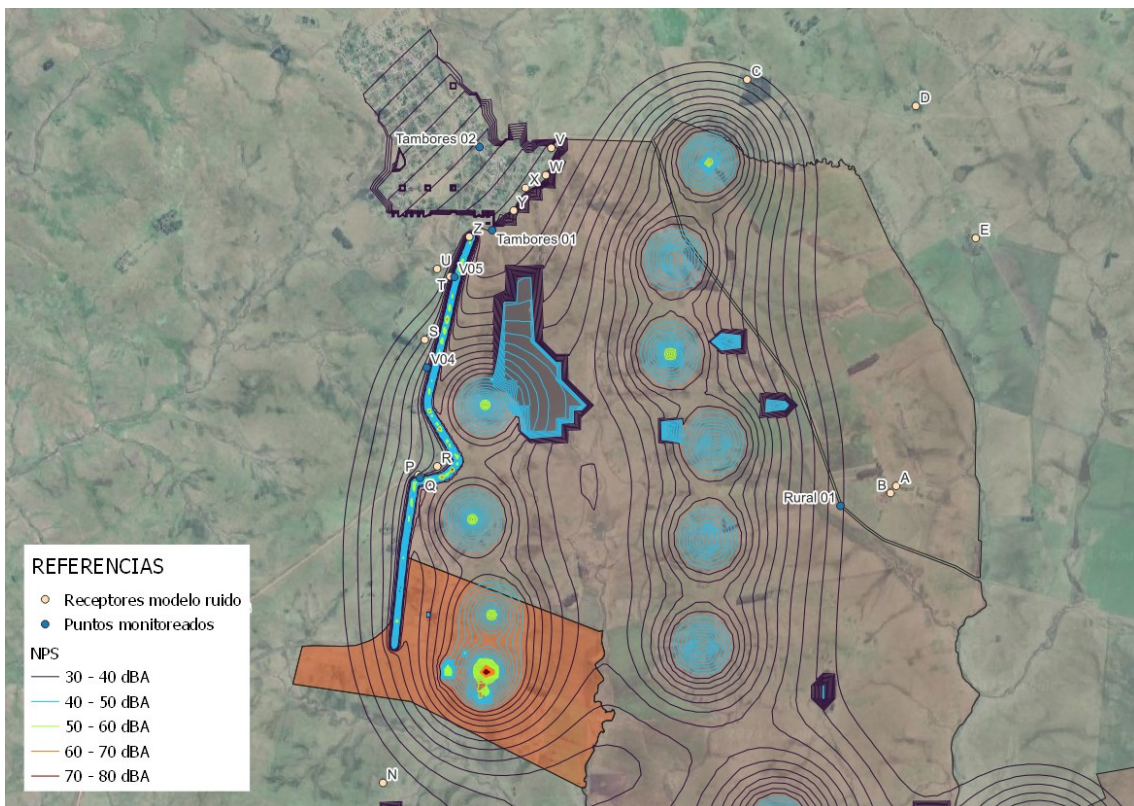 C
D
Tambores 02
V
W
X
Y
Z
Tambores 01
E
U
T
V05
S
V04
R
P
Q
A
B
Rural 01
N
REFERENCIAS
Receptores modelo ruido
Puntos monitoreados
NPS
30 - 40 dBA
40 - 50 dBA
50 - 60 dBA
60 - 70 dBA
70 - 80 dBA